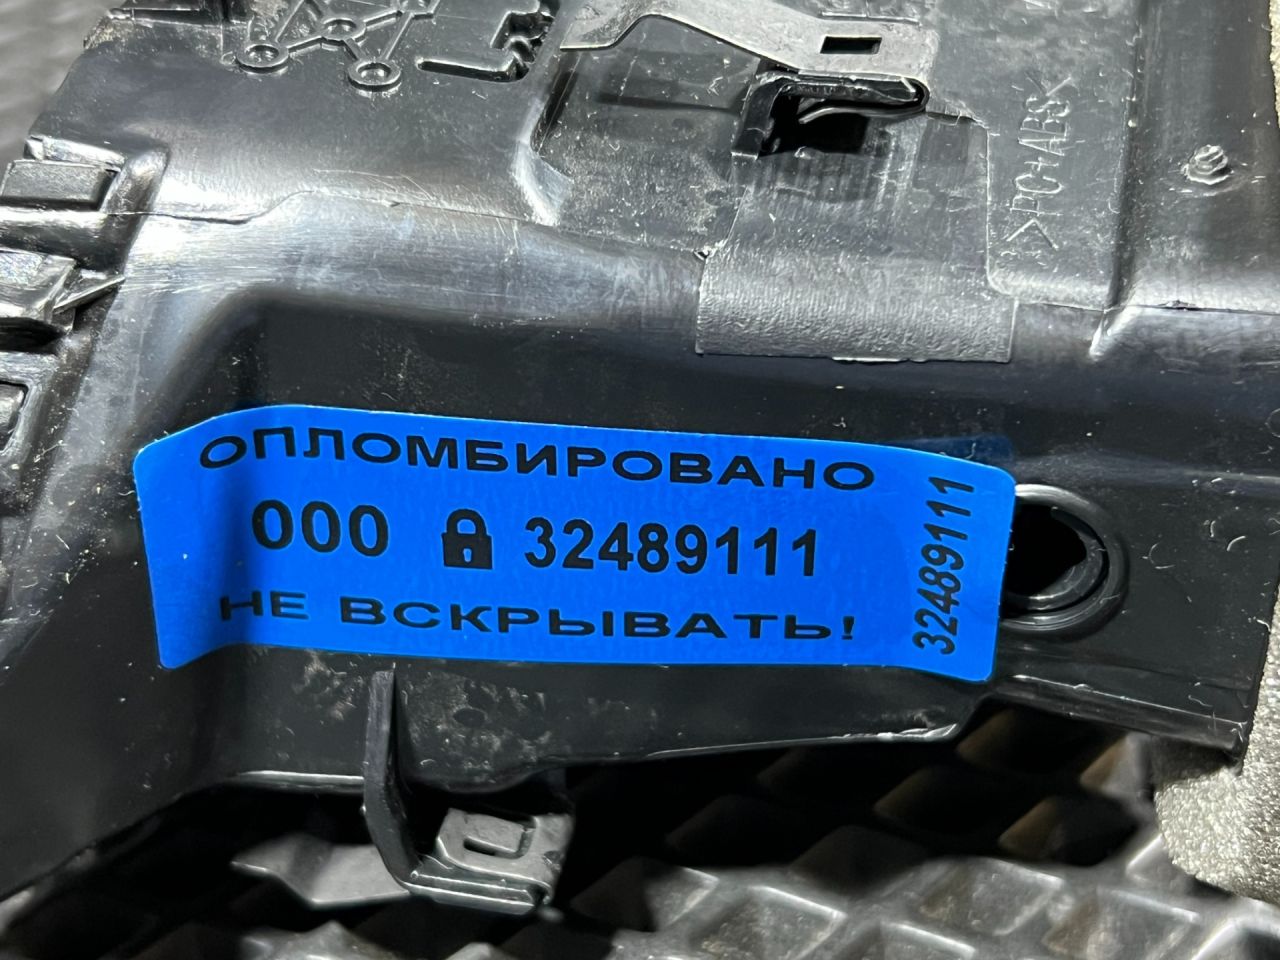 >PC+ABS<
ОПЛОМБИРОВАНО
000 32489111
НЕ ВСКРЫВАТЬ!
32489111